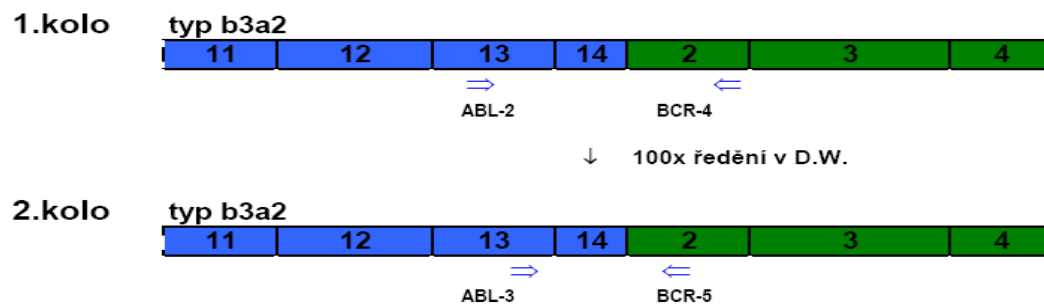 1.kolo typ b3a2
11 12 13 14 2 3 4
⇒ ⇐
ABL-2 BCR-4
↓ 100x ředění v D.W.
2.kolo typ b3a2
11 12 13 14 2 3 4
⇒ ⇐
ABL-3 BCR-5